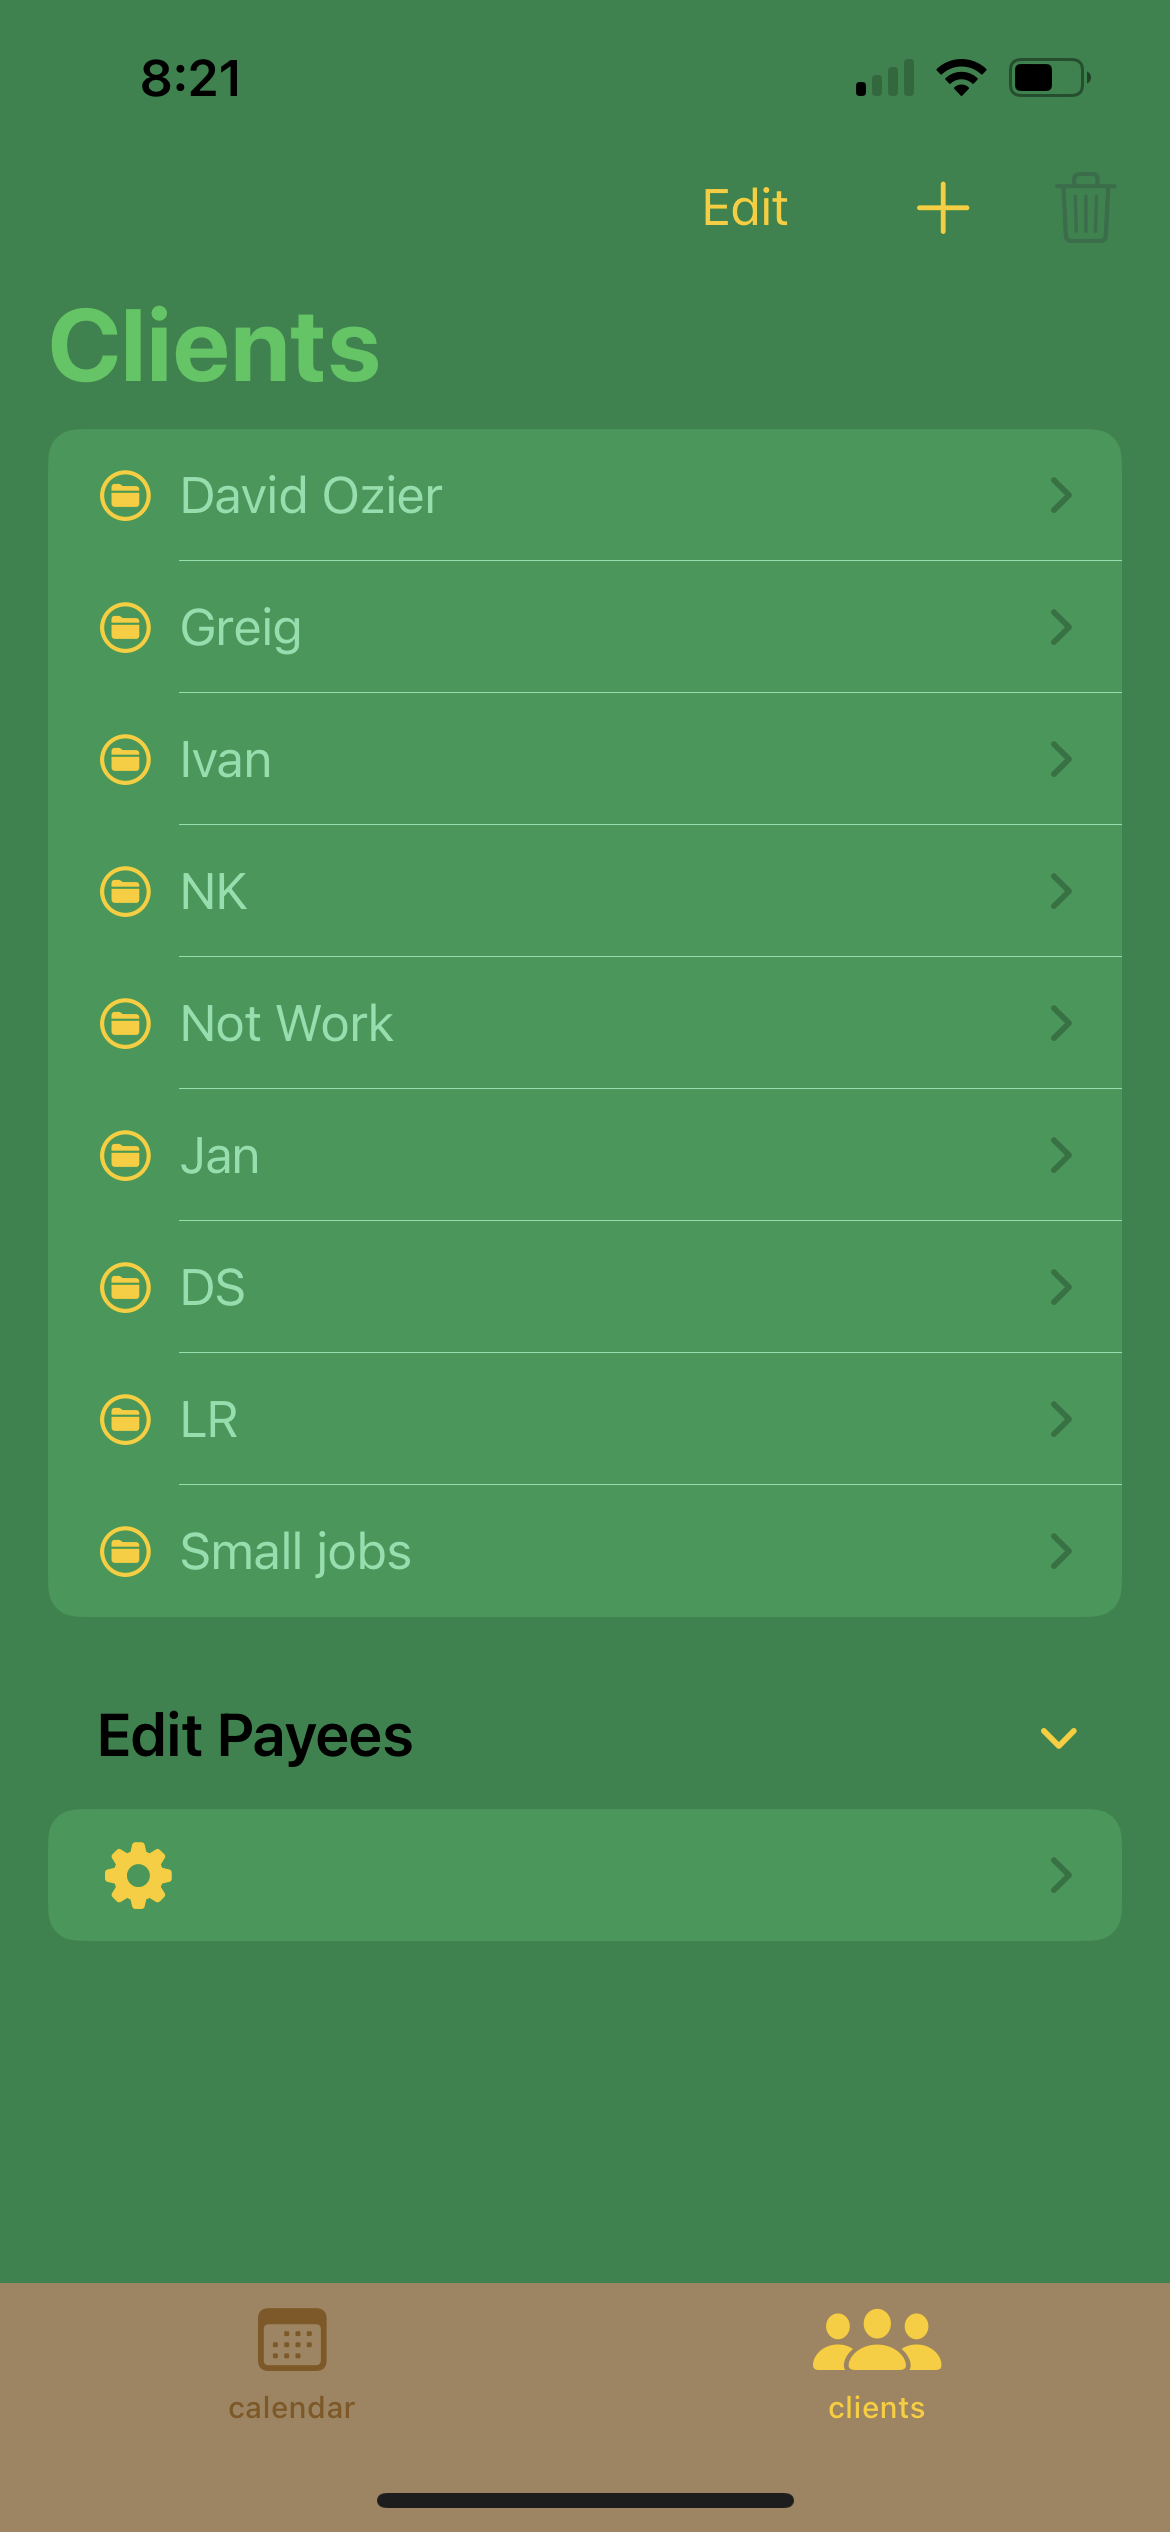 8:21
Edit
Clients
David Ozier
Greig
Ivan
NK
Not Work
Jan
DS
LR
Small jobs
Edit Payees
calendar
clients